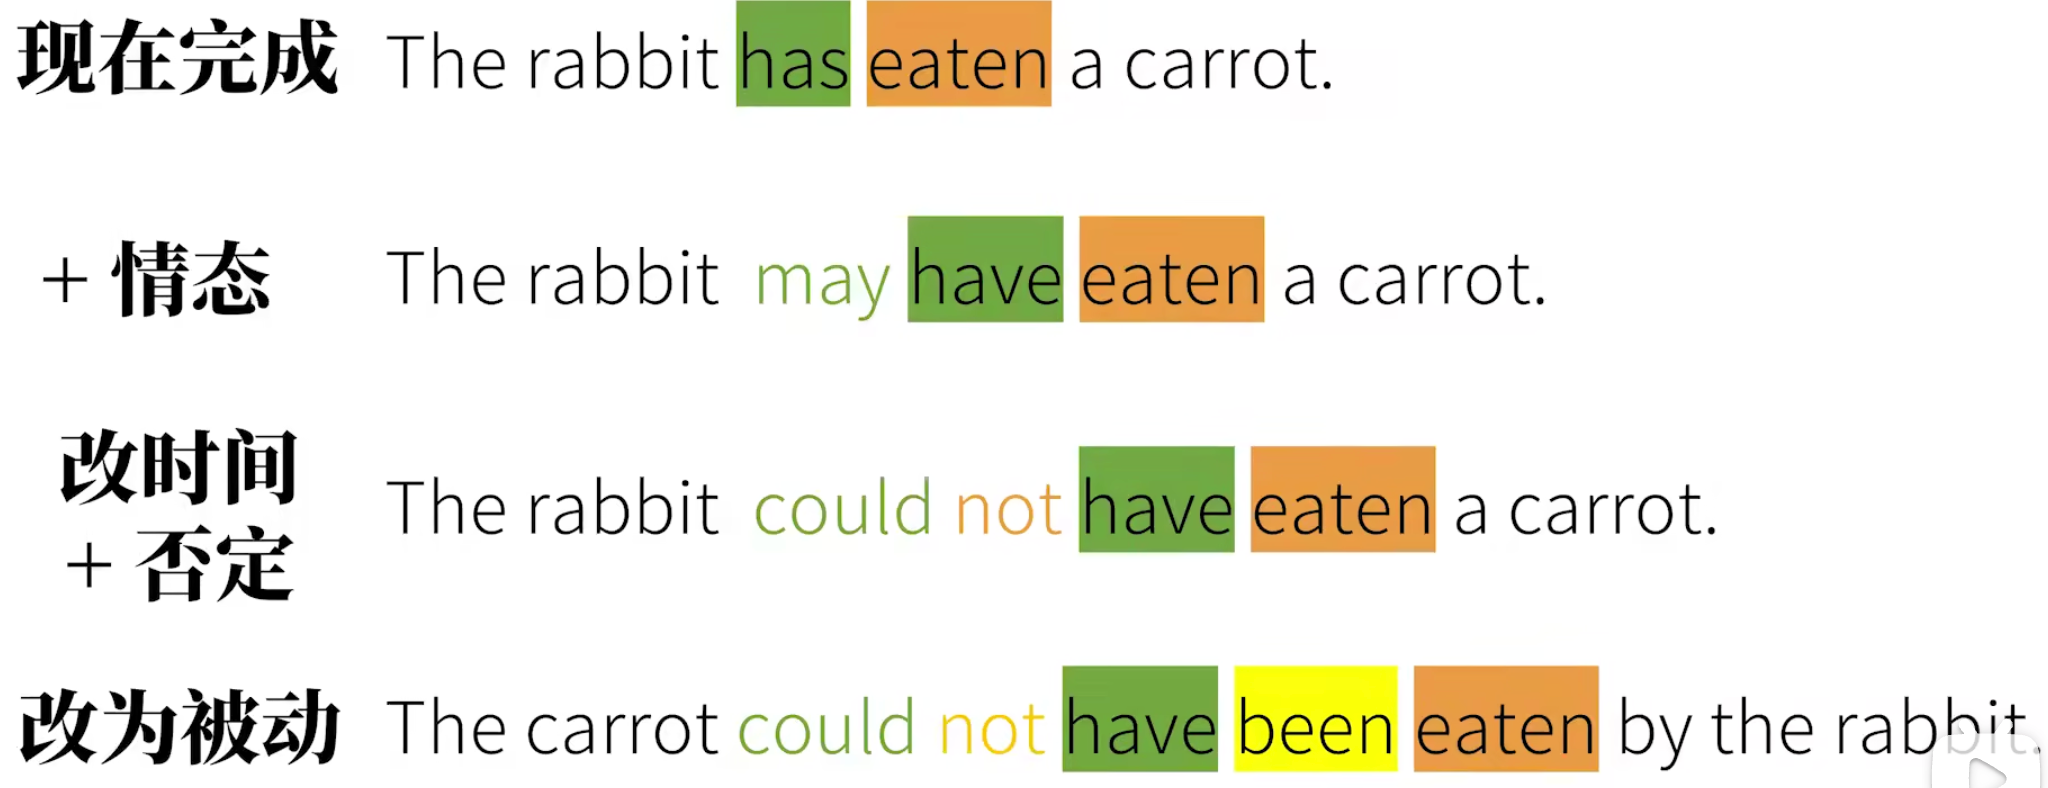 现在完成 The rabbit has eaten a carrot.
+ 情态 The rabbit may have eaten a carrot.
改时间
+ 否定 The rabbit could not have eaten a carrot.
改为被动 The carrot could not have been eaten by the rabbit.